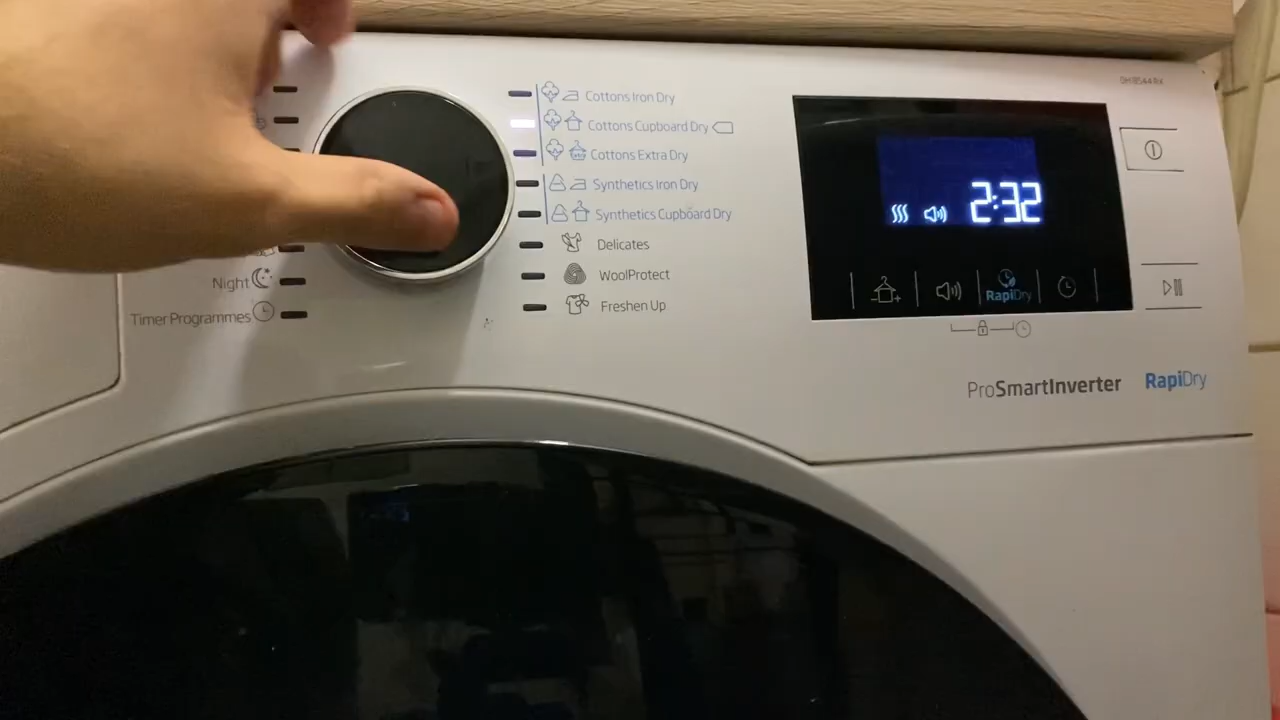 Cottons Iron Dry
Cottons Cupboard Dry
Cottons Extra Dry
Synthetics Iron Dry
Synthetics Cupboard Dry
Delicates
WoolProtect
Freshen Up
Night
Timer Programmes
2:32
RapiDry
ProSmartInverter
RapiDry